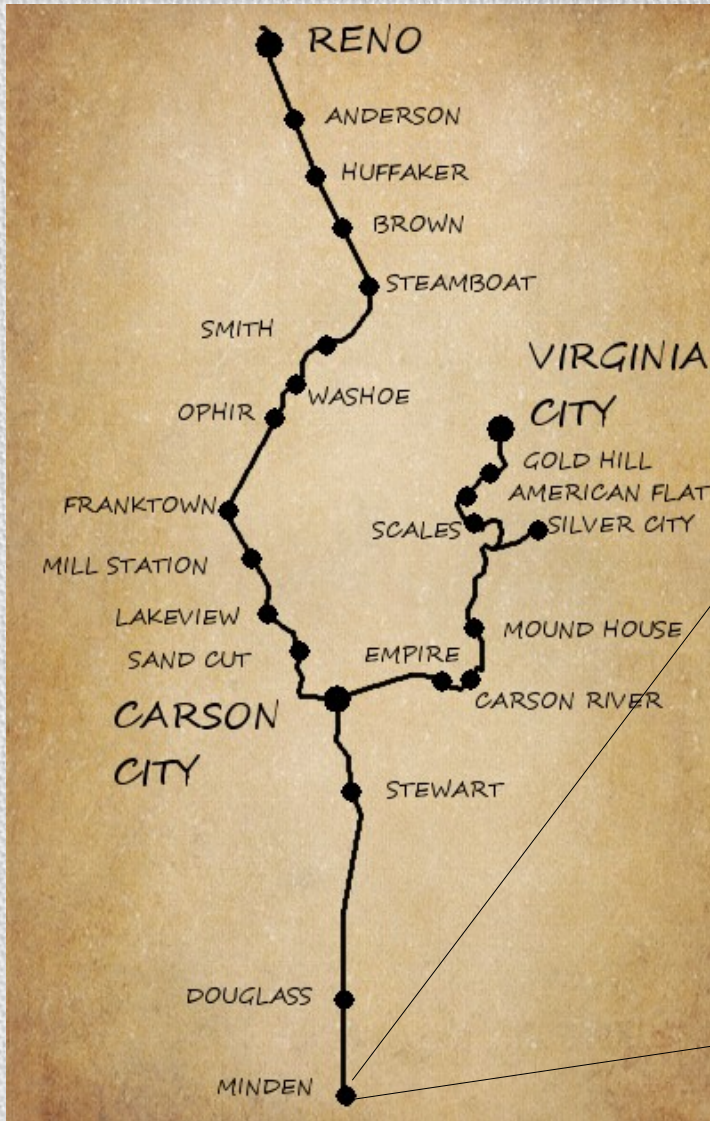 RENO
ANDERSON
HUFFAKER
BROWN
STEAMBOAT
SMITH
VIRGINIA
CITY
WASHOE
OPHIR
GOLD HILL
AMERICAN FLAT
FRANKTOWN
SCALES
SILVER CITY
MILL STATION
LAKEVIEW
MOUND HOUSE
SAND CUT
EMPIRE
CARSON RIVER
CARSON
CITY
STEWART
DOUGLASS
MINDEN